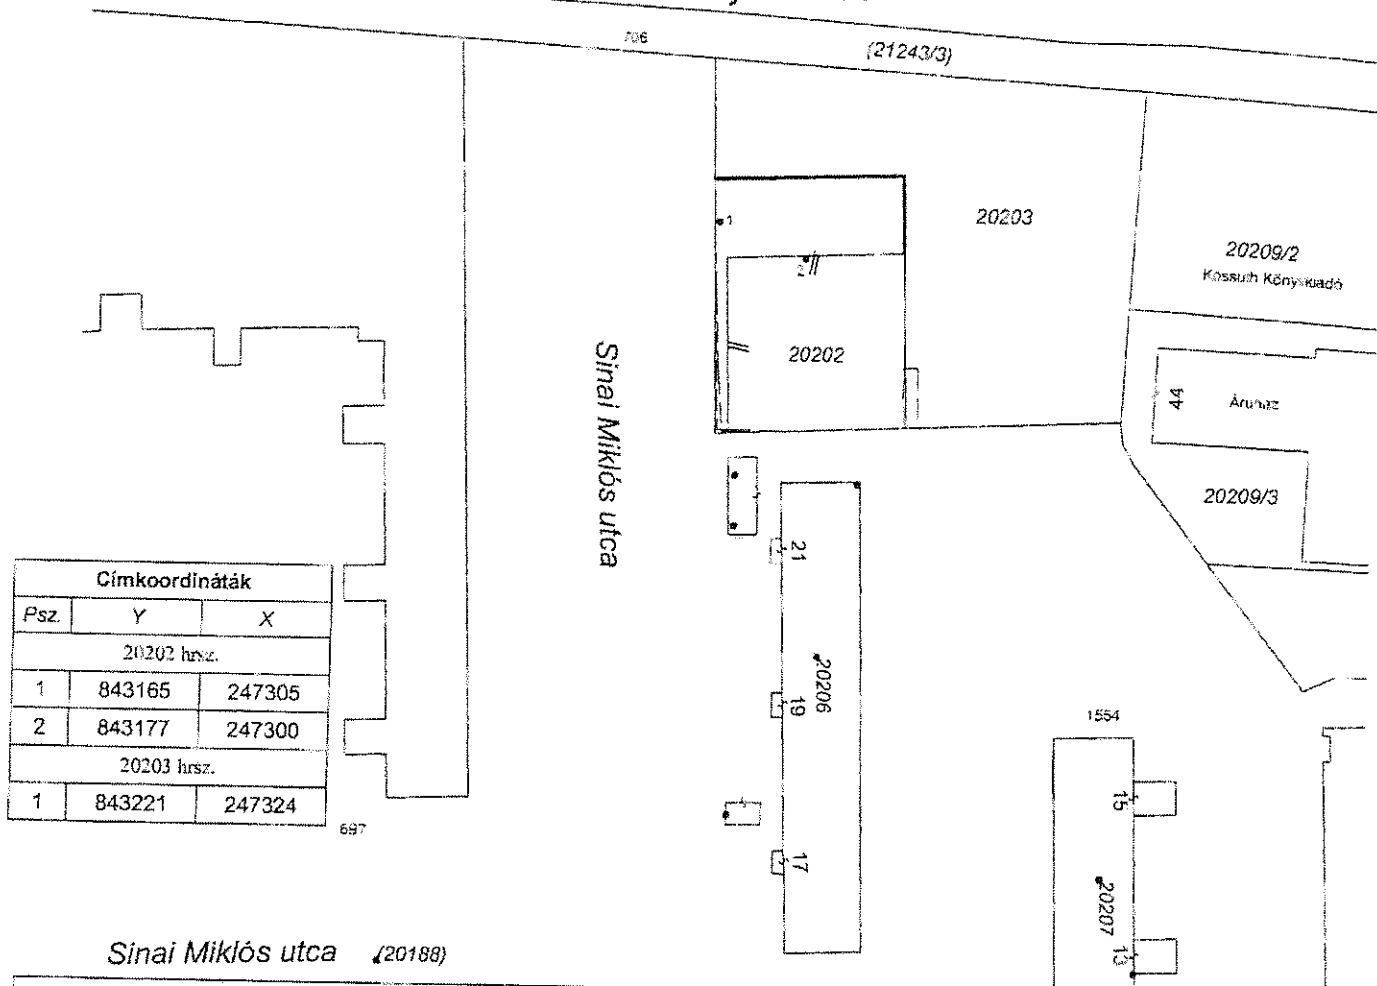 706
(21243/3)
20203
20209/2
Kossuth Könyvkiadó
1
2
20202
44
Áruház
20209/3
Sinai Miklós utca
21
20206
19
17
1554
15
20207
13
Címkoordináták
Psz. Y X
20202 hrsz.
1 843165 247305
2 843177 247300
20203 hrsz.
1 843221 247324
697
Sinai Miklós utca (20188)